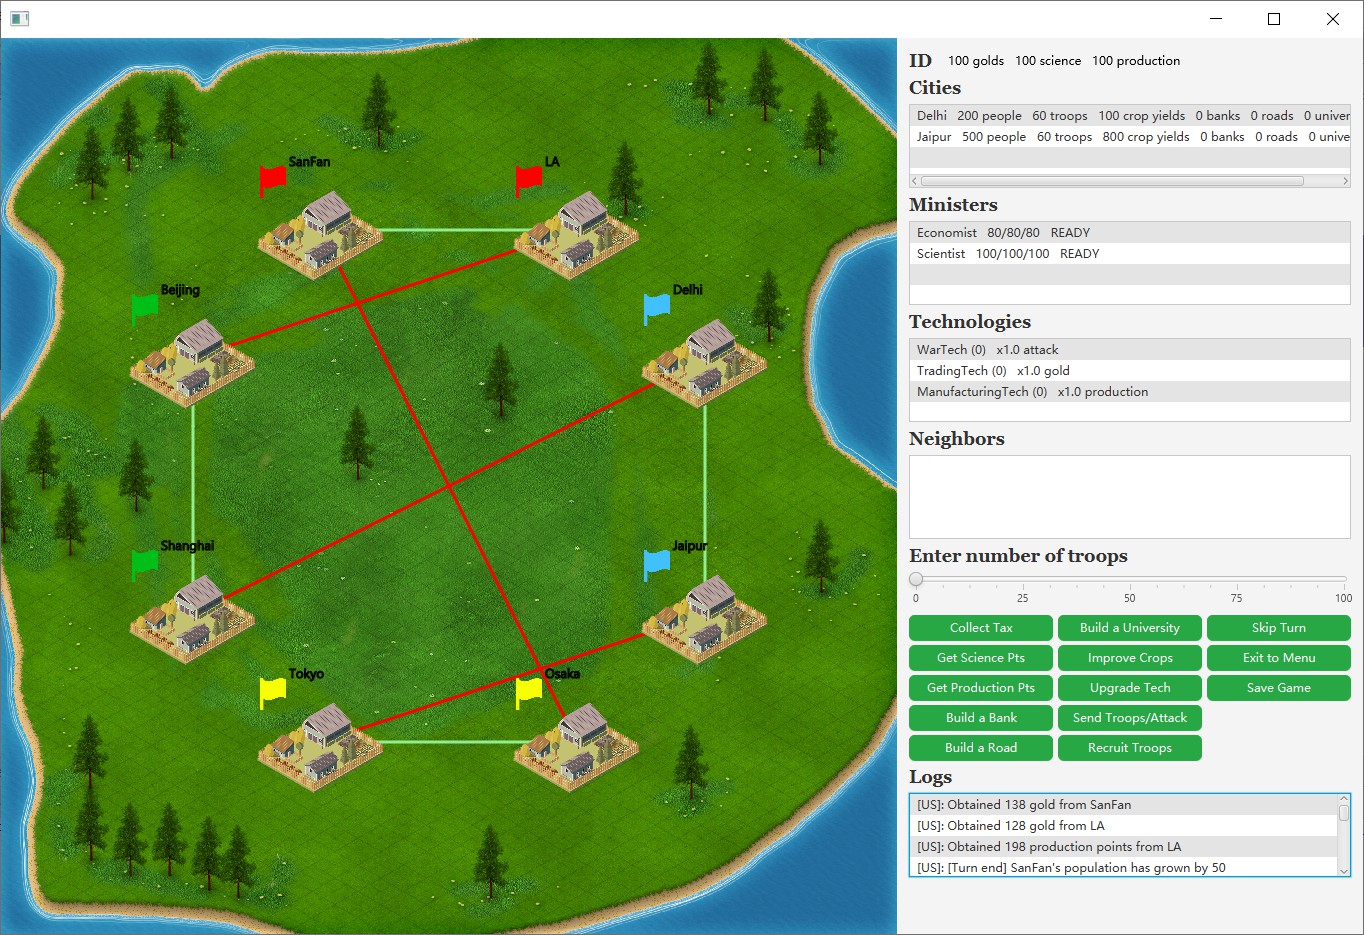 SanFan
LA
Beijing
Delhi
Shanghai
Jaipur
Tokyo
Osaka
ID 100 golds 100 science 100 production
Cities
Delhi 200 people 60 troops 100 crop yields 0 banks 0 roads 0 univer
Jaipur 500 people 60 troops 800 crop yields 0 banks 0 roads 0 unive
Ministers
Economist 80/80/80 READY
Scientist 100/100/100 READY
Technologies
WarTech (0) x1.0 attack
TradingTech (0) x1.0 gold
ManufacturingTech (0) x1.0 production
Neighbors
Enter number of troops
0 25 50 75 100
Collect Tax Build a University Skip Turn
Get Science Pts Improve Crops Exit to Menu
Get Production Pts Upgrade Tech Save Game
Build a Bank Send Troops/Attack
Build a Road Recruit Troops
Logs
[US]: Obtained 138 gold from SanFan
[US]: Obtained 128 gold from LA
[US]: Obtained 198 production points from LA
[US]: [Turn end] SanFan's population has grown by 50